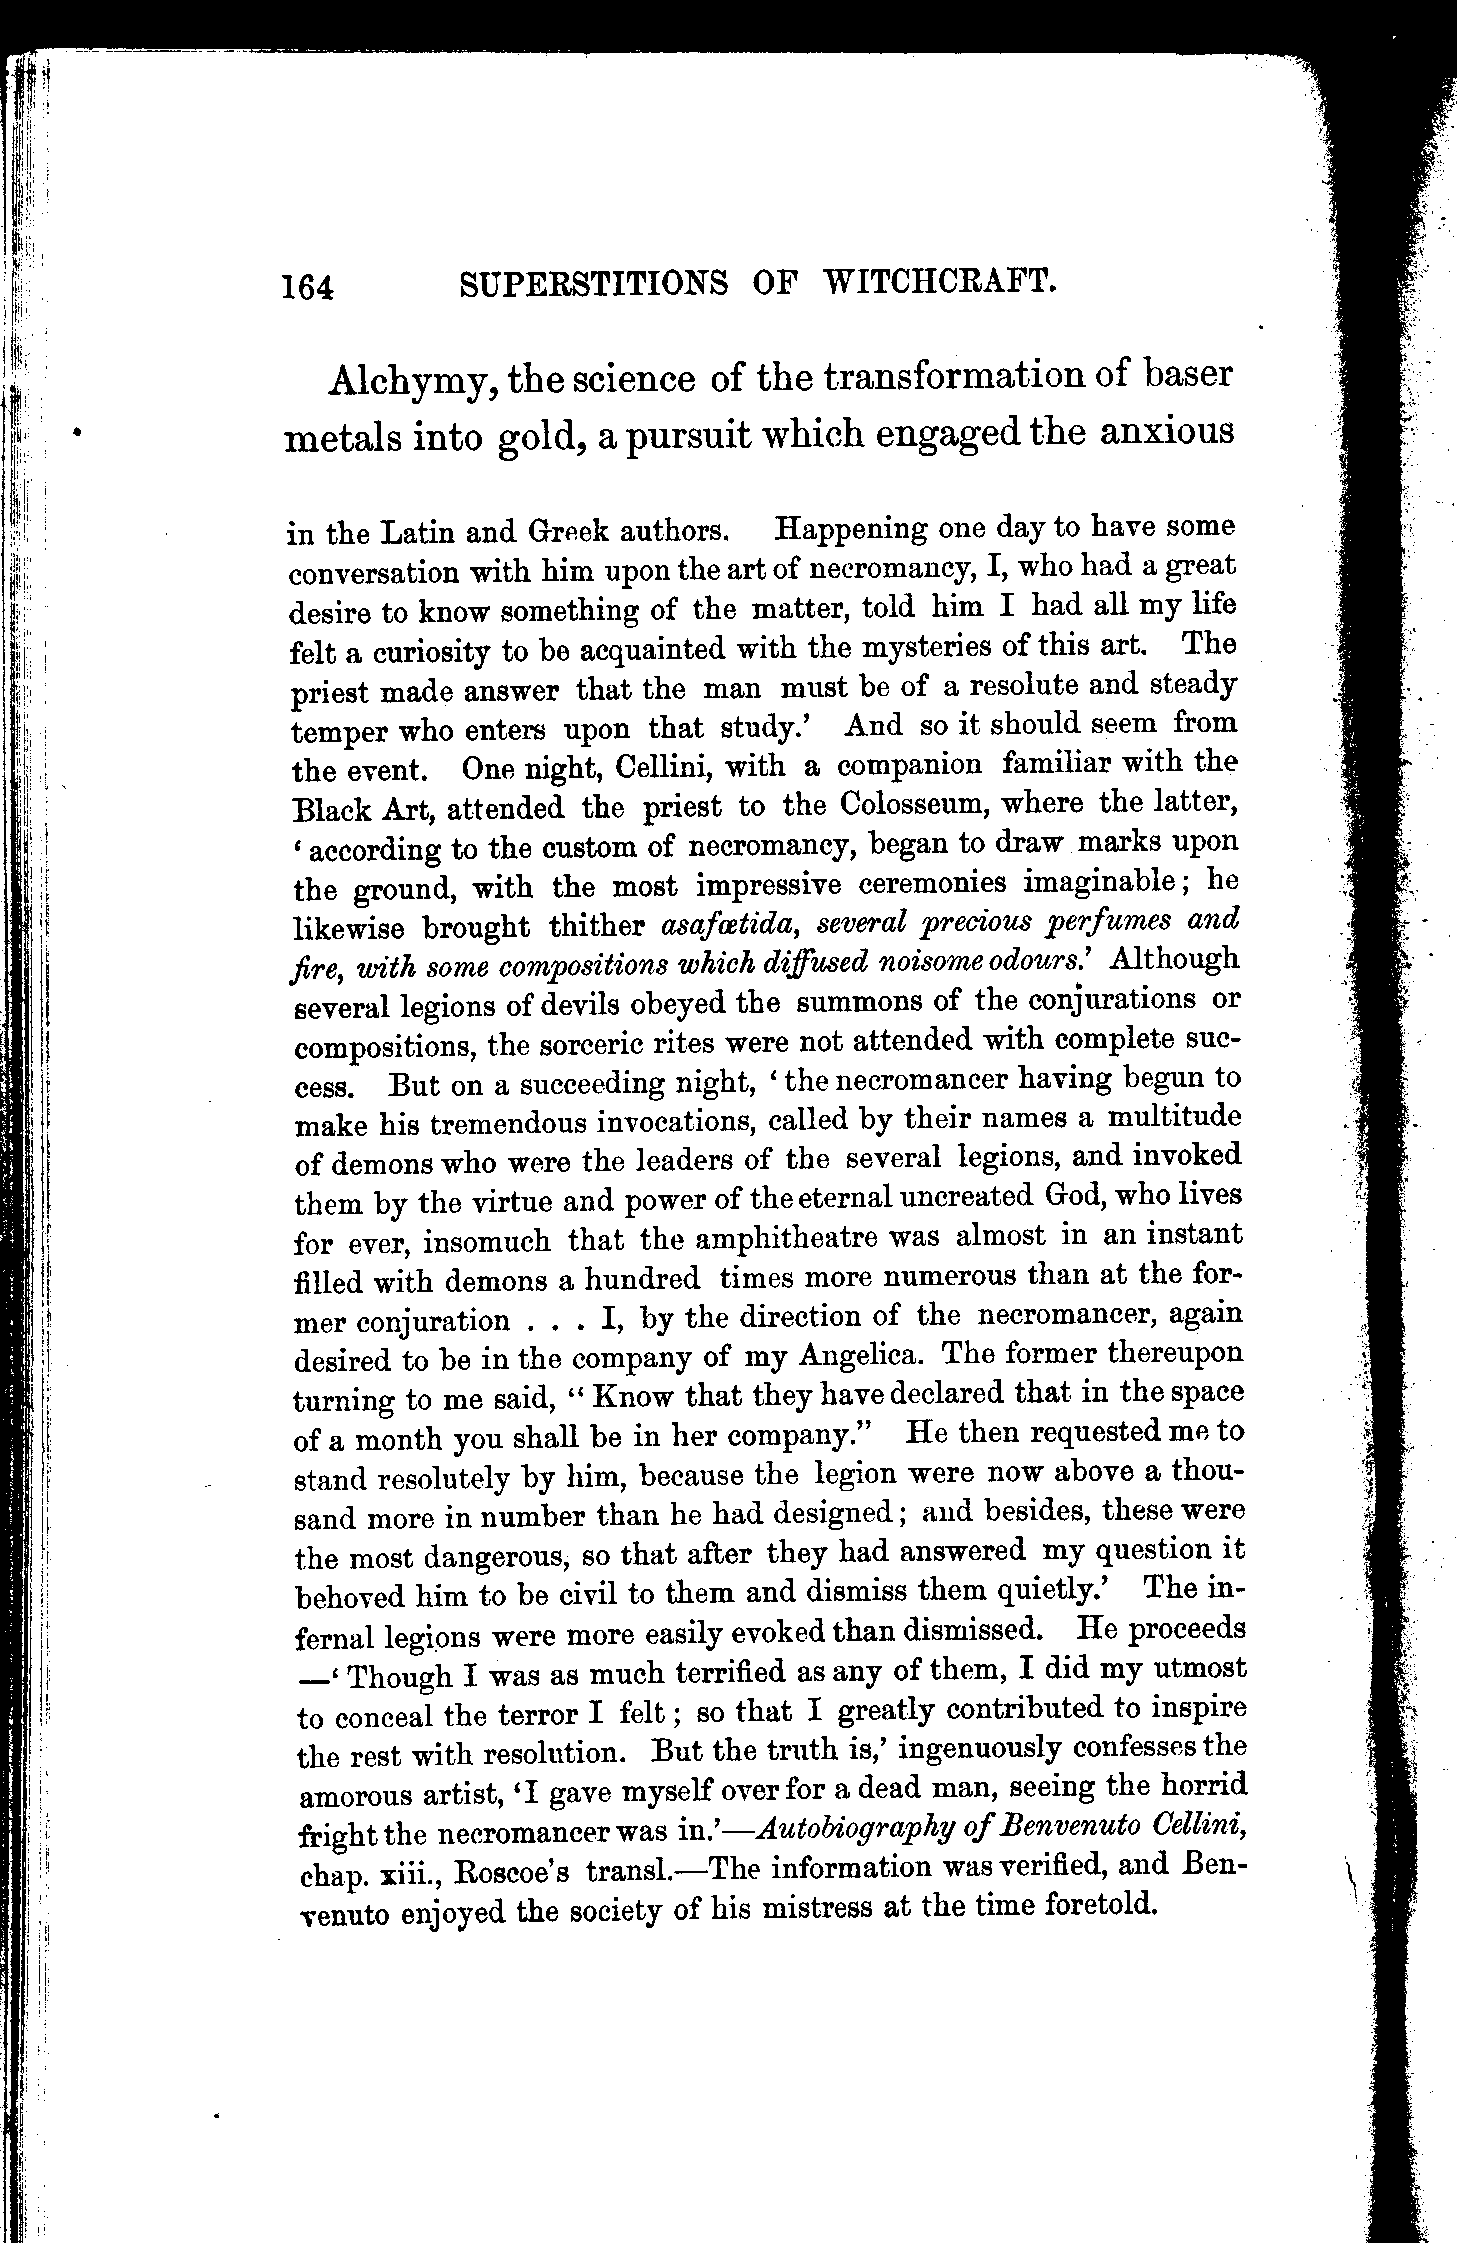 164 SUPERSTITIONS OF WITCHCRAFT.
Alchymy, the science of the transformation of baser
metals into gold, a pursuit which engaged the anxious
in the Latin and Greek authors. Happening one day to have some
conversation with him upon the art of necromancy, I, who had a great
desire to know something of the matter, told him I had all my life
felt a curiosity to be acquainted with the mysteries of this art. The
priest made answer that the man must be of a resolute and steady
temper who enters upon that study.’ And so it should seem from
the event. One night, Cellini, with a companion familiar with the
Black Art, attended the priest to the Colosseum, where the latter,
‘according to the custom of necromancy, began to draw marks upon
the ground, with the most impressive ceremonies imaginable; he
likewise brought thither asafœtida, several precious perfumes and
fire, with some compositions which diffused noisome odours.’ Although
several legions of devils obeyed the summons of the conjurations or
compositions, the sorceric rites were not attended with complete suc-
cess. But on a succeeding night, ‘the necromancer having begun to
make his tremendous invocations, called by their names a multitude
of demons who were the leaders of the several legions, and invoked
them by the virtue and power of the eternal uncreated God, who lives
for ever, insomuch that the amphitheatre was almost in an instant
filled with demons a hundred times more numerous than at the for-
mer conjuration . . . I, by the direction of the necromancer, again
desired to be in the company of my Angelica. The former thereupon
turning to me said, “Know that they have declared that in the space
of a month you shall be in her company.” He then requested me to
stand resolutely by him, because the legion were now above a thou-
sand more in number than he had designed; and besides, these were
the most dangerous, so that after they had answered my question it
behoved him to be civil to them and dismiss them quietly.’ The in-
fernal legions were more easily evoked than dismissed. He proceeds
—‘Though I was as much terrified as any of them, I did my utmost
to conceal the terror I felt; so that I greatly contributed to inspire
the rest with resolution. But the truth is,’ ingenuously confesses the
amorous artist, ‘I gave myself over for a dead man, seeing the horrid
fright the necromancer was in.’—Autobiography of Benvenuto Cellini,
chap. xiii., Roscoe’s transl.—The information was verified, and Ben-
venuto enjoyed the society of his mistress at the time foretold.